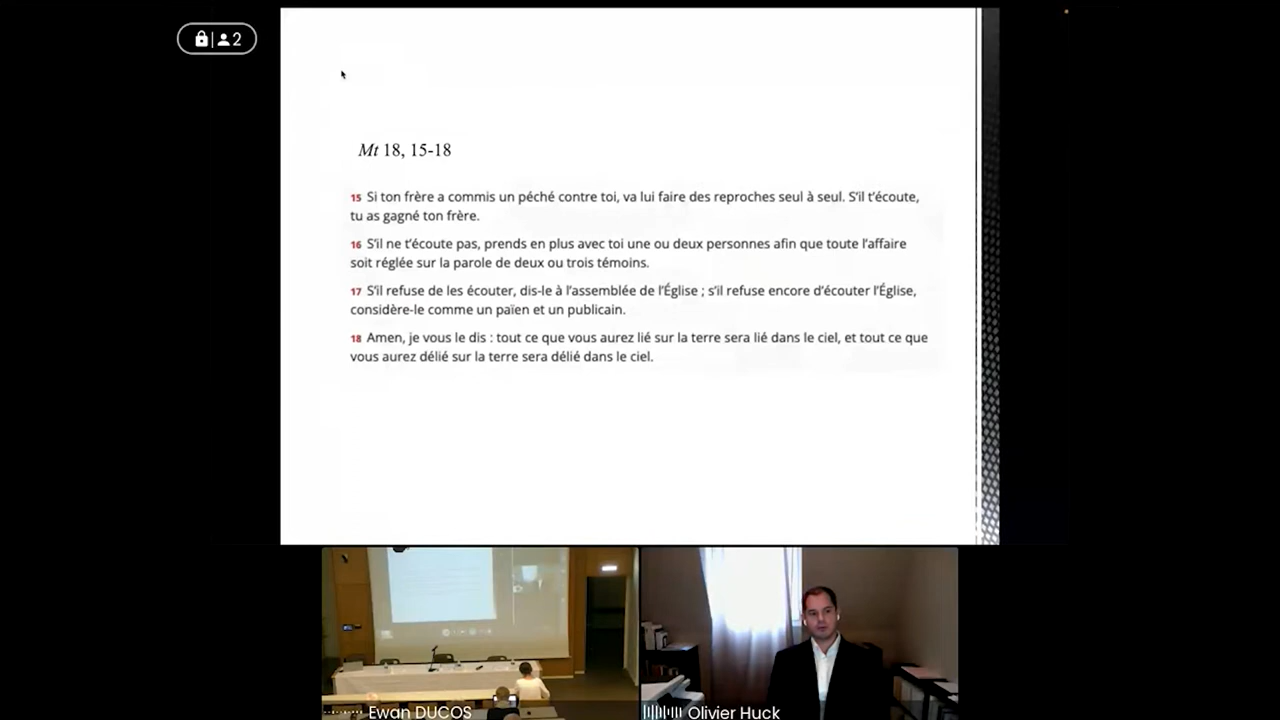 2
Mt 18, 15-18
15 Si ton frère a commis un péché contre toi, va lui faire des reproches seul à seul. S'il t'écoute,
tu as gagné ton frère.
16 S'il ne t'écoute pas, prends en plus avec toi une ou deux personnes afin que toute l'affaire
soit réglée sur la parole de deux ou trois témoins.
17 S'il refuse de les écouter, dis-le à l'assemblée de l'Église ; s'il refuse encore d'écouter l'Église,
considère-le comme un païen et un publicain.
18 Amen, je vous le dis : tout ce que vous aurez lié sur la terre sera lié dans le ciel, et tout ce que
vous aurez délié sur la terre sera délié dans le ciel.
Ewan DUCOS
Olivier Huck